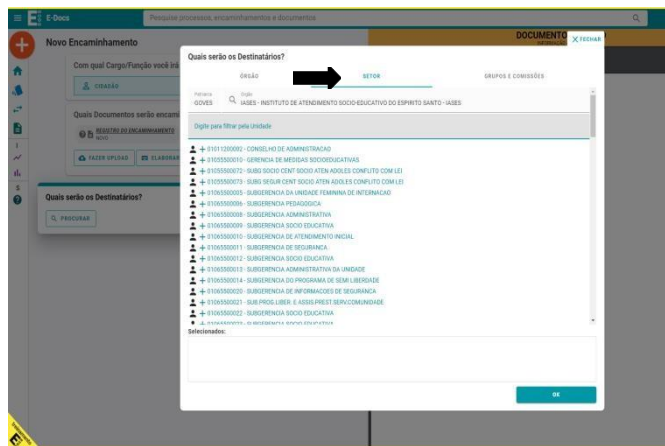 E-Docs
Pesquise processos, encaminhamentos e documentos
Novo Encaminhamento
DOCUMENTO
FECHAR
Com qual Cargo/Função você irá
CIDADÃO
Quais Documentos serão encami
REGISTRO DO ENCAMINHAMENTO
NOVO
FAZER UPLOAD
ELABORAR
Quais serão os Destinatários?
PROCURAR
Quais serão os Destinatários?
ÓRGÃO
SETOR
GRUPOS E COMISSÕES
Patriarca
GOVES
Órgão
IASES - INSTITUTO DE ATENDIMENTO SOCIO-EDUCATIVO DO ESPIRITO SANTO - IASES
Digite para filtrar pela Unidade
+ 01011200082 - CONSELHO DE ADMINISTRACAO
+ 01055500010 - GERENCIA DE MEDIDAS SOCIOEDUCATIVAS
+ 01055500072 - SUBG SOCIO CENT SOCIO ATEN ADOLES CONFLITO COM LEI
+ 01055500073 - SUBG SEGUR CENT SOCIO ATEN ADOLES CONFLITO COM LEI
+ 01065500005 - SUBGERENCIA DA UNIDADE FEMININA DE INTERNACAO
+ 01065500006 - SUBGERENCIA PEDAGOGICA
+ 01065500008 - SUBGERENCIA ADMINISTRATIVA
+ 01065500009 - SUBGERENCIA SOCIO EDUCATIVA
+ 01065500010 - SUBGERENCIA DE ATENDIMENTO INICIAL
+ 01065500011 - SUBGERENCIA DE SEGURANCA
+ 01065500012 - SUBGERENCIA SOCIO EDUCATIVA
+ 01065500013 - SUBGERENCIA ADMINISTRATIVA DA UNIDADE
+ 01065500014 - SUBGERENCIA DO PROGRAMA DE SEMI LIBERDADE
+ 01065500020 - SUBGERENCIA DE INFORMACOES DE SEGURANCA
+ 01065500021 - SUB PROG.LIBER. E ASSIS.PREST.SERV.COMUNIDADE
+ 01065500022 - SUBGERENCIA SOCIO EDUCATIVA
+ 01065500023 - SUBGERENCIA SOCIO EDUCATIVA
Selecionados:
OK